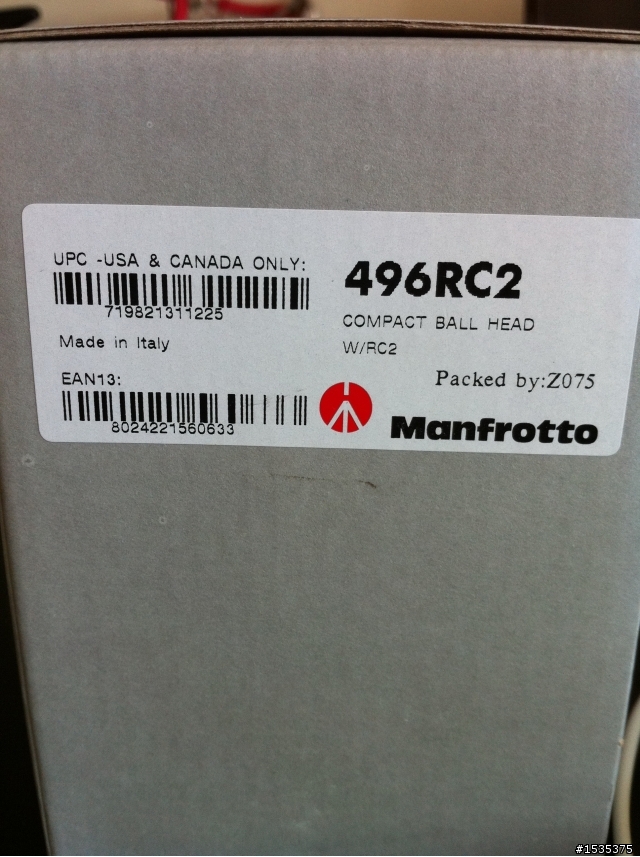 UPC -USA & CANADA ONLY:
719821311225
Made in Italy
EAN13:
8024221560633
496RC2
COMPACT BALL HEAD
W/RC2
Packed by:Z075
Manfrotto
#1535375